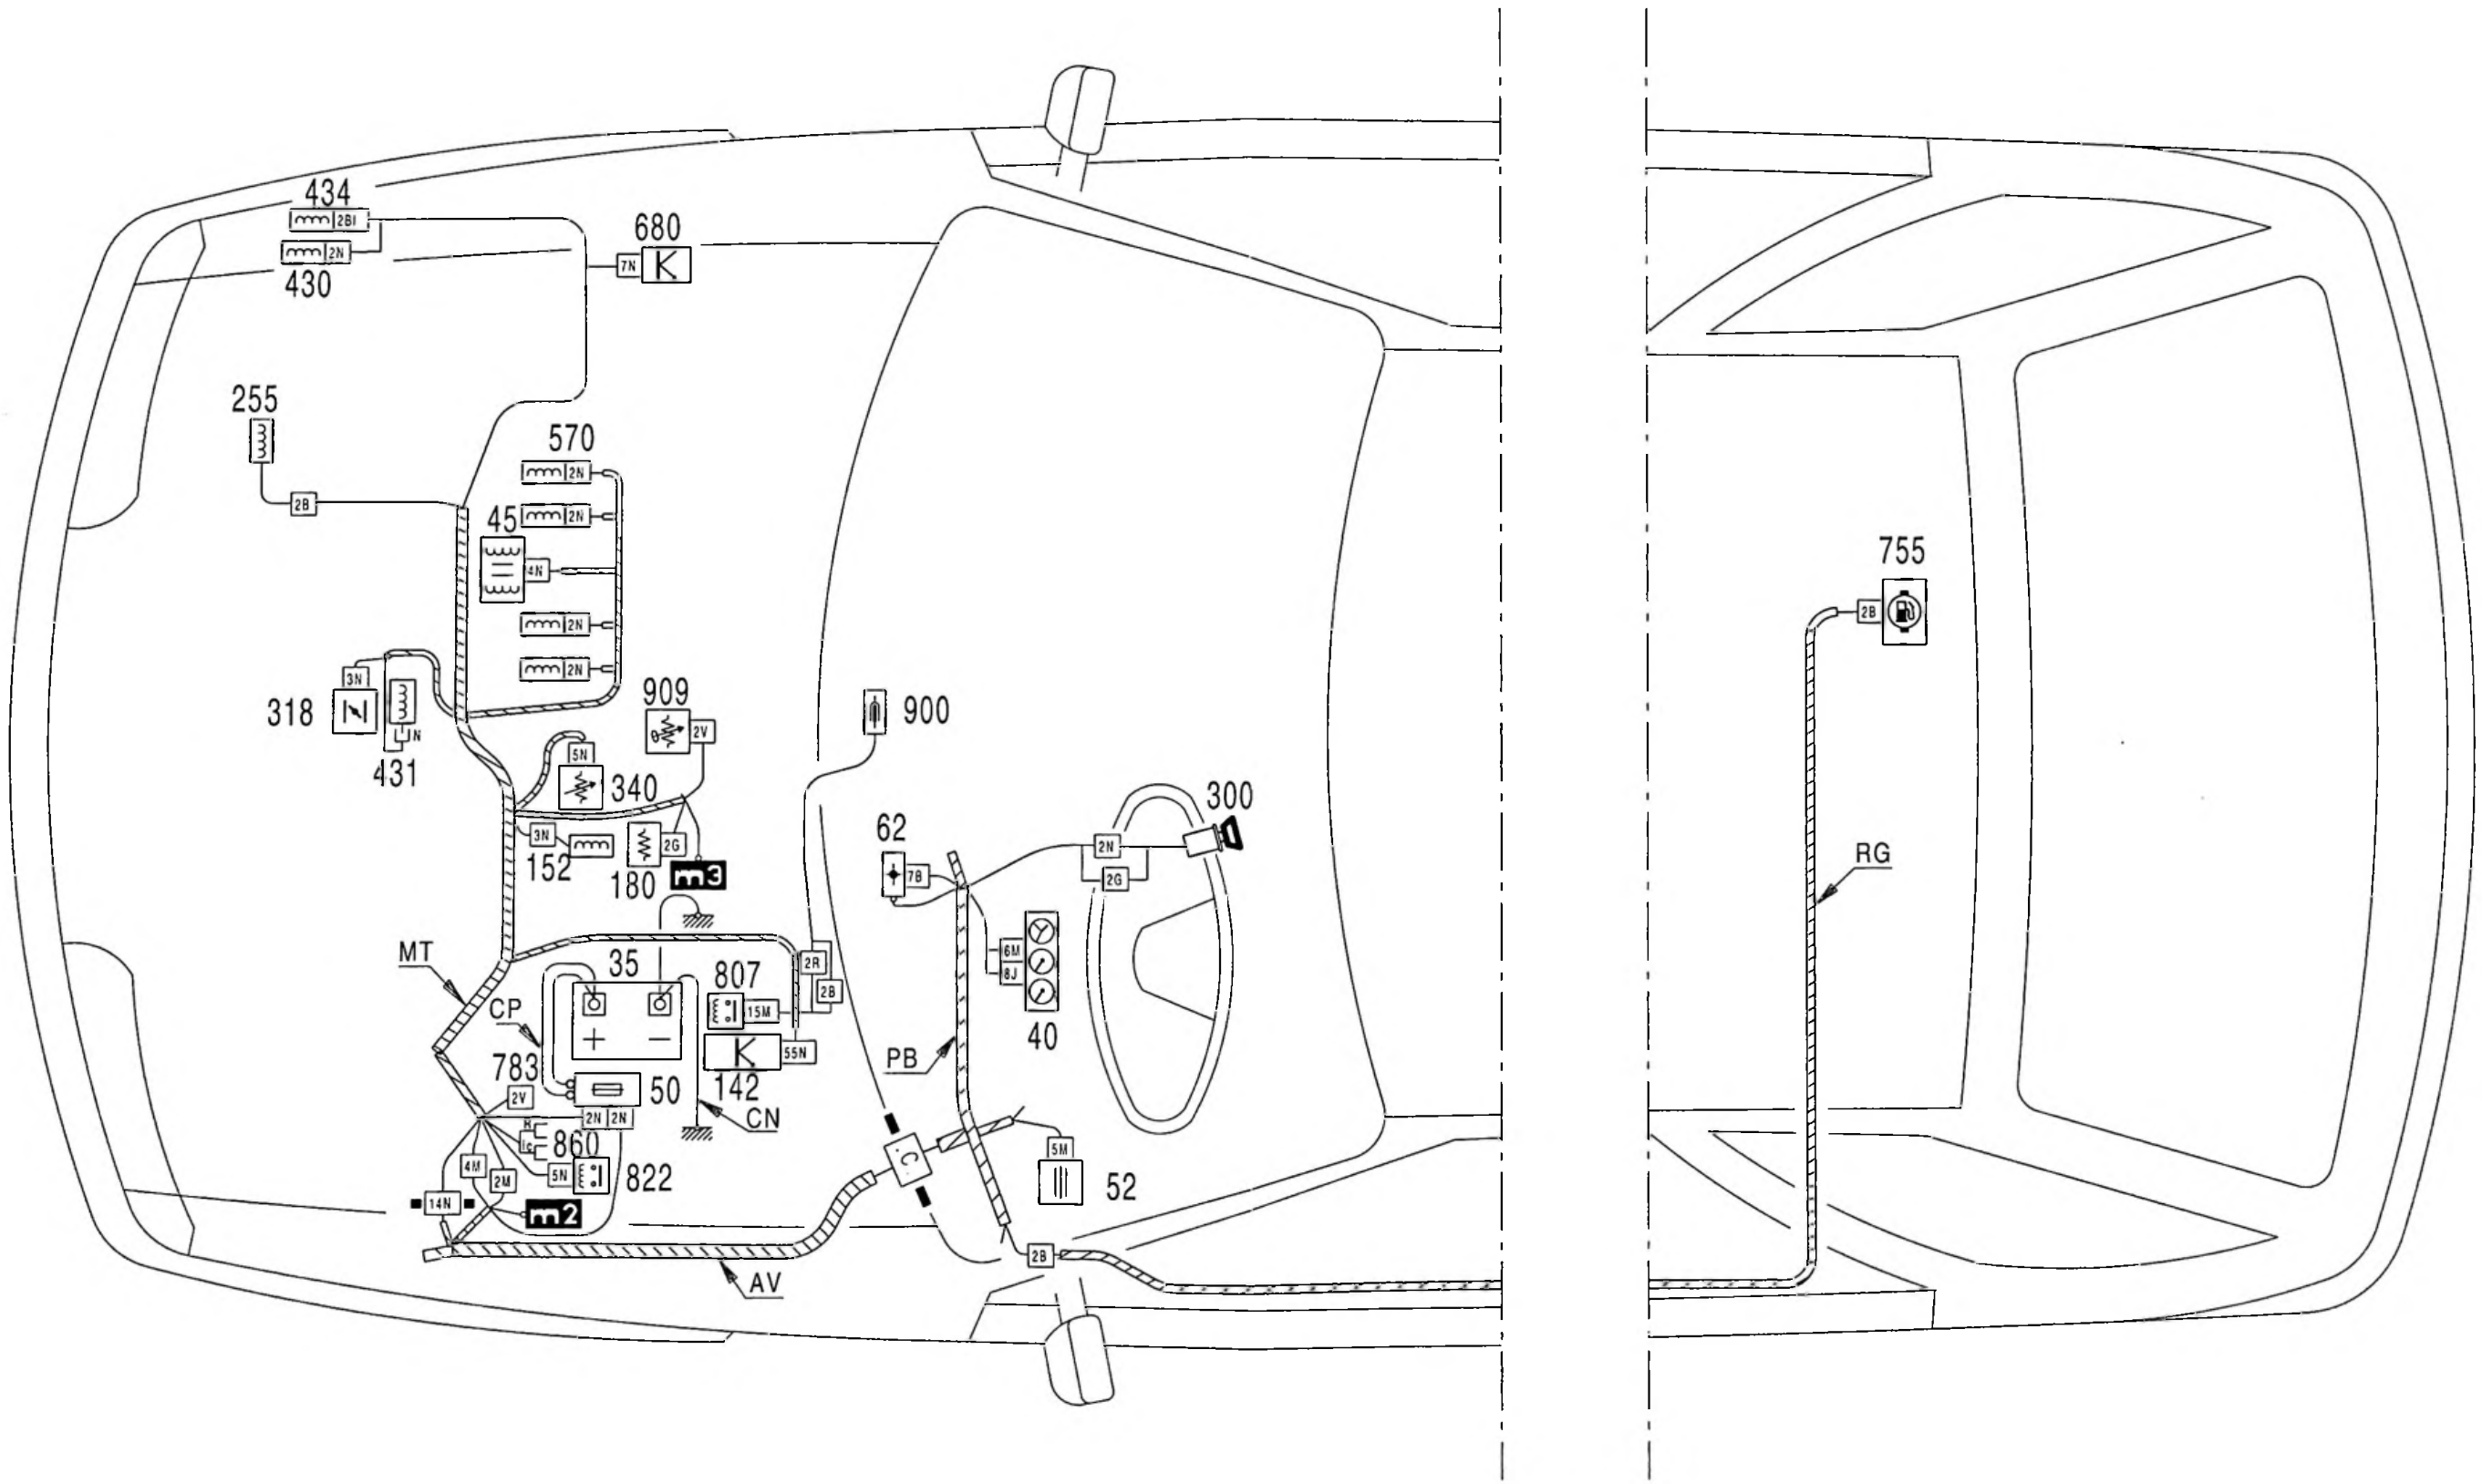 434
2BI
2N
430
680
7N
255
2B
570
2N
2N
45
4N
2N
2N
3N
318
N
431
909
2V
900
5N
340
3N
152
180
2G
m3
62
7B
300
2N
2G
6M
8J
40
755
2B
RG
MT
35
CP
807
15M
2R
2B
+
−
55N
142
CN
783
2V
50
2N
2N
R
Ic
860
4M
2M
5N
822
14N
m2
AV
PB
.C.
5M
52
2B